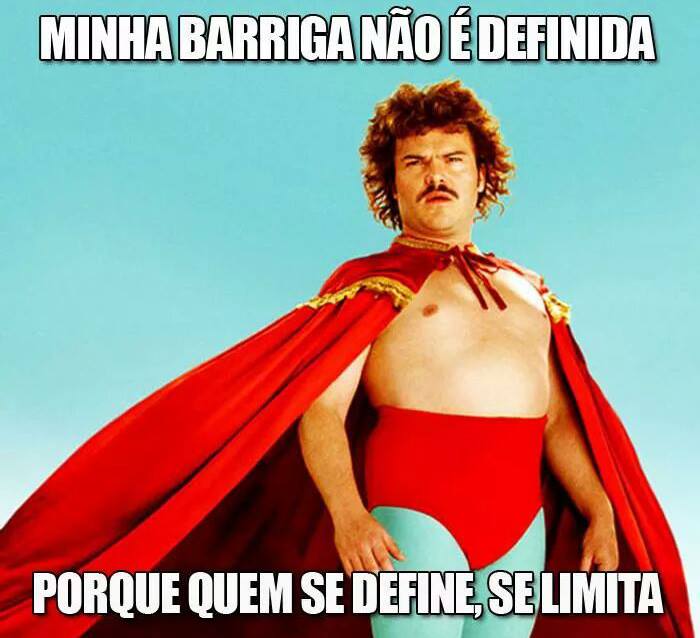 MINHA BARRIGA NÃO É DEFINIDA
PORQUE QUEM SE DEFINE, SE LIMITA